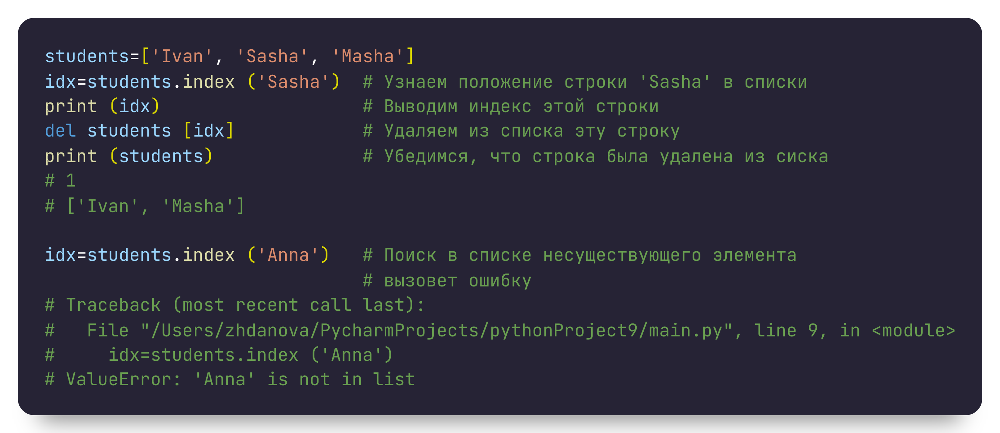 students=['Ivan', 'Sasha', 'Masha']
idx=students.index ('Sasha')  # Узнаем положение строки 'Sasha' в списки
print (idx)                   # Выводим индекс этой строки
del students [idx]            # Удаляем из списка эту строку
print (students)              # Убедимся, что строка была удалена из сиска
# 1
# ['Ivan', 'Masha']

idx=students.index ('Anna')   # Поиск в списке несуществующего элемента
                              # вызовет ошибку
# Traceback (most recent call last):
#   File "/Users/zhdanova/PycharmProjects/pythonProject9/main.py", line 9, in <module>
#     idx=students.index ('Anna')
# ValueError: 'Anna' is not in list